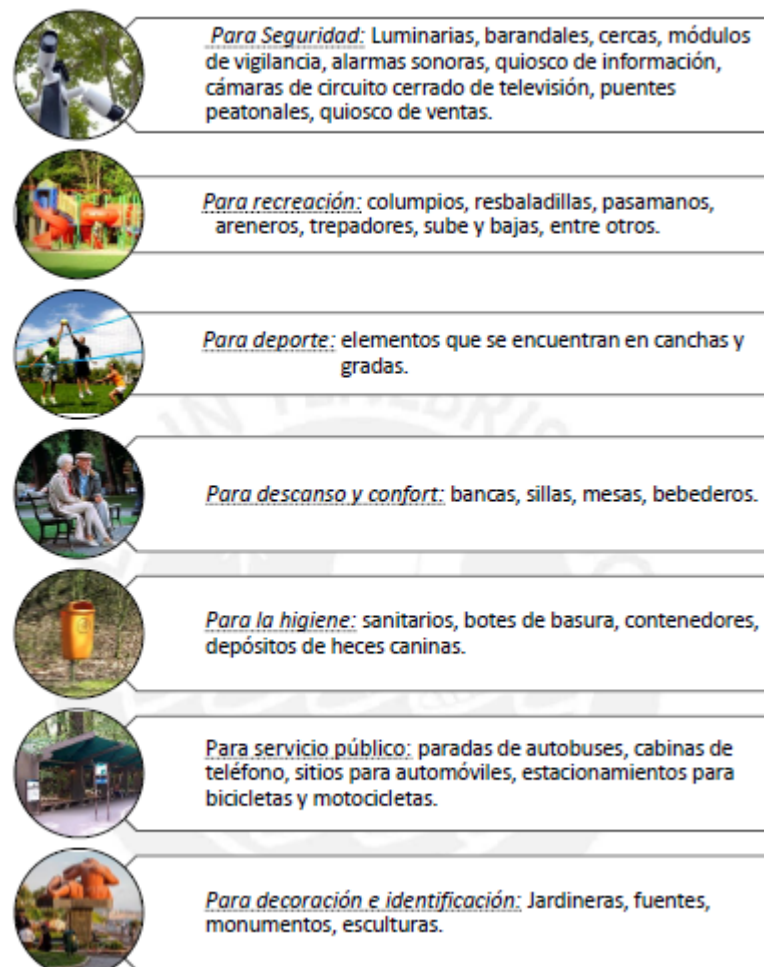 Para Seguridad: Luminarias, barandales, cercas, módulos
de vigilancia, alarmas sonoras, quiosco de información,
cámaras de circuito cerrado de televisión, puentes
peatonales, quiosco de ventas.
Para recreación: columpios, resbaladillas, pasamanos,
areneros, trepadores, sube y bajas, entre otros.
Para deporte: elementos que se encuentran en canchas y
gradas.
IN TENEBRIS
Para descanso y confort: bancas, sillas, mesas, bebederos.
Para la higiene: sanitarios, botes de basura, contenedores,
depósitos de heces caninas.
Para servicio público: paradas de autobuses, cabinas de
teléfono, sitios para automóviles, estacionamientos para
bicicletas y motocicletas.
Para decoración e identificación: Jardineras, fuentes,
monumentos, esculturas.